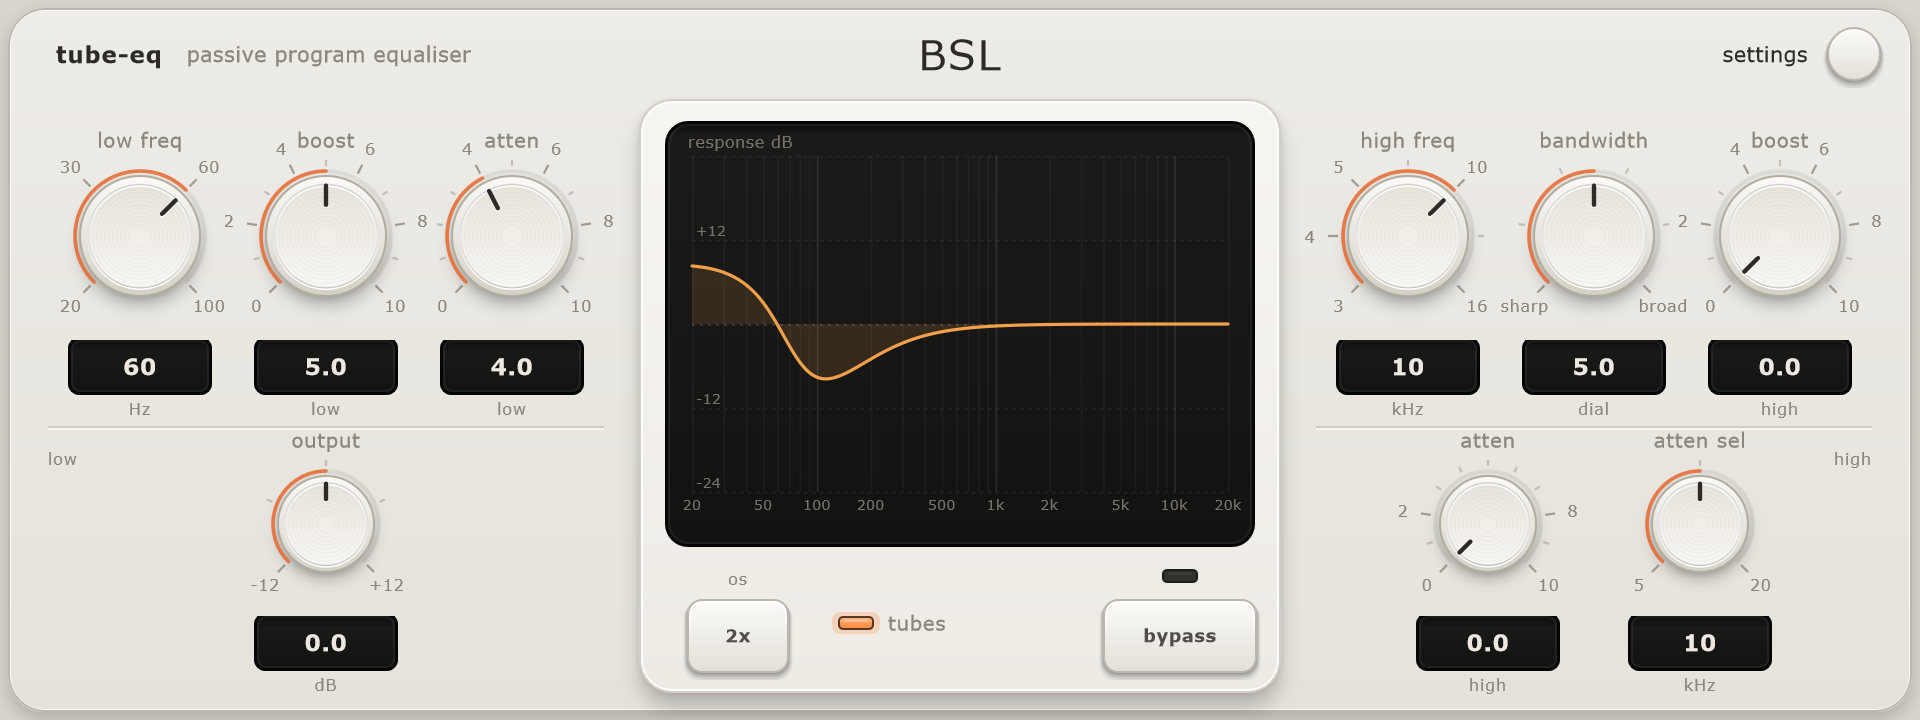 tube-eq passive program equaliser
BSL
settings
low freq
30 60
20 100
60
Hz
boost
4 6
2 8
0 10
5.0
low
atten
4 6
8
0 10
4.0
low
low
output
-12 +12
0.0
dB
response dB
+12
-12
-24
20 50 100 200 500 1k 2k 5k 10k 20k
os
2x
tubes
bypass
high freq
5 10
4
3 16
10
kHz
bandwidth
sharp broad
5.0
dial
boost
4 6
2 8
0 10
0.0
high
atten
2 8
0 10
0.0
high
atten sel
5 20
10
kHz
high